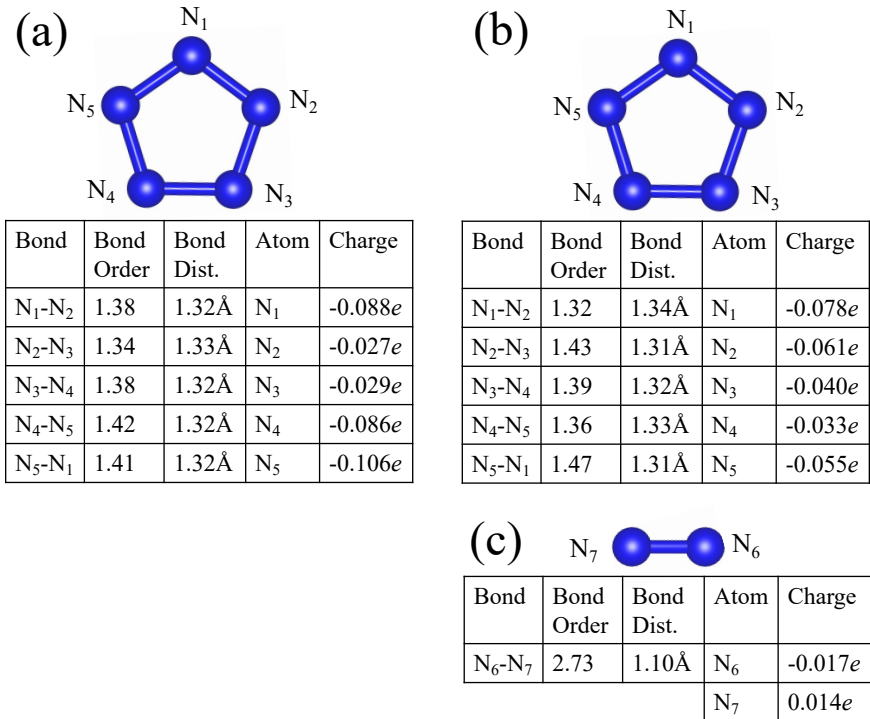 (a)
N₁
N₅
N₂
N₄
N₃
Bond Bond Order Bond Dist. Atom Charge
N₁-N₂ 1.38 1.32Å N₁ -0.088e
N₂-N₃ 1.34 1.33Å N₂ -0.027e
N₃-N₄ 1.38 1.32Å N₃ -0.029e
N₄-N₅ 1.42 1.32Å N₄ -0.086e
N₅-N₁ 1.41 1.32Å N₅ -0.106e
(b)
N₁
N₅
N₂
N₄
N₃
Bond Bond Order Bond Dist. Atom Charge
N₁-N₂ 1.32 1.34Å N₁ -0.078e
N₂-N₃ 1.43 1.31Å N₂ -0.061e
N₃-N₄ 1.39 1.32Å N₃ -0.040e
N₄-N₅ 1.36 1.33Å N₄ -0.033e
N₅-N₁ 1.47 1.31Å N₅ -0.055e
(c)
N₇ N₆
Bond Bond Order Bond Dist. Atom Charge
N₆-N₇ 2.73 1.10Å N₆ -0.017e
N₇ 0.014e